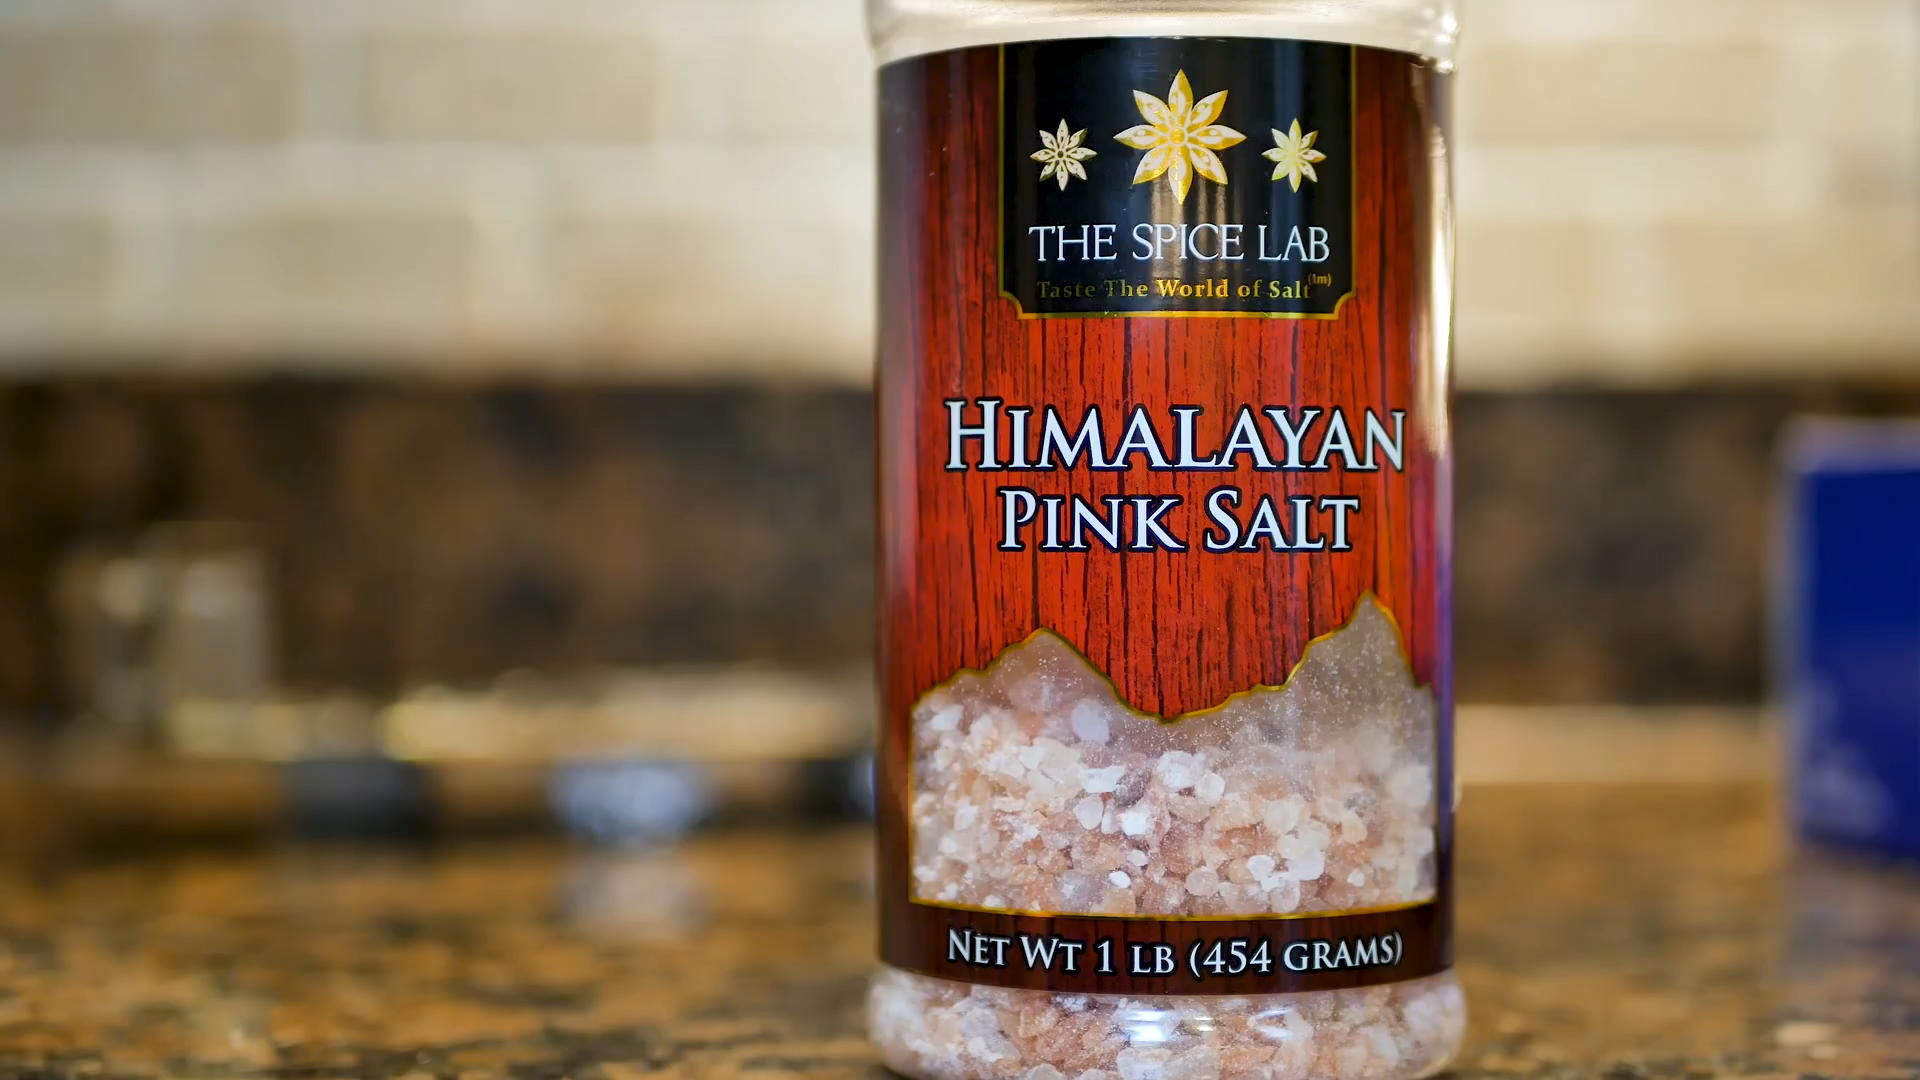 THE SPICE LAB
Taste The World of Salt(tm)
HIMALAYAN
PINK SALT
NET WT 1 LB (454 GRAMS)